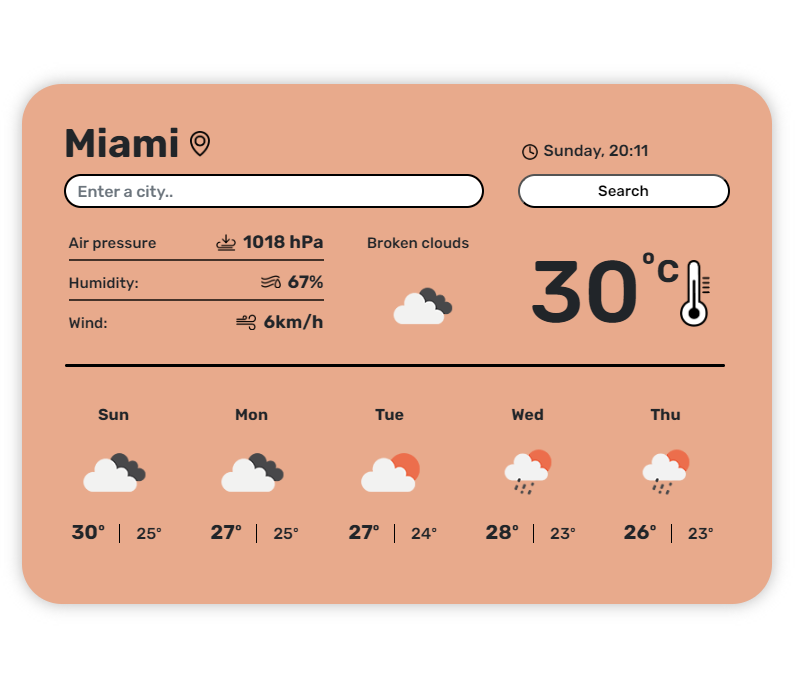 Miami
Sunday, 20:11
Enter a city..
Search
Air pressure 1018 hPa
Humidity: 67%
Wind: 6km/h
Broken clouds
30°C
Sun Mon Tue Wed Thu
30° 25° 27° 25° 27° 24° 28° 23° 26° 23°